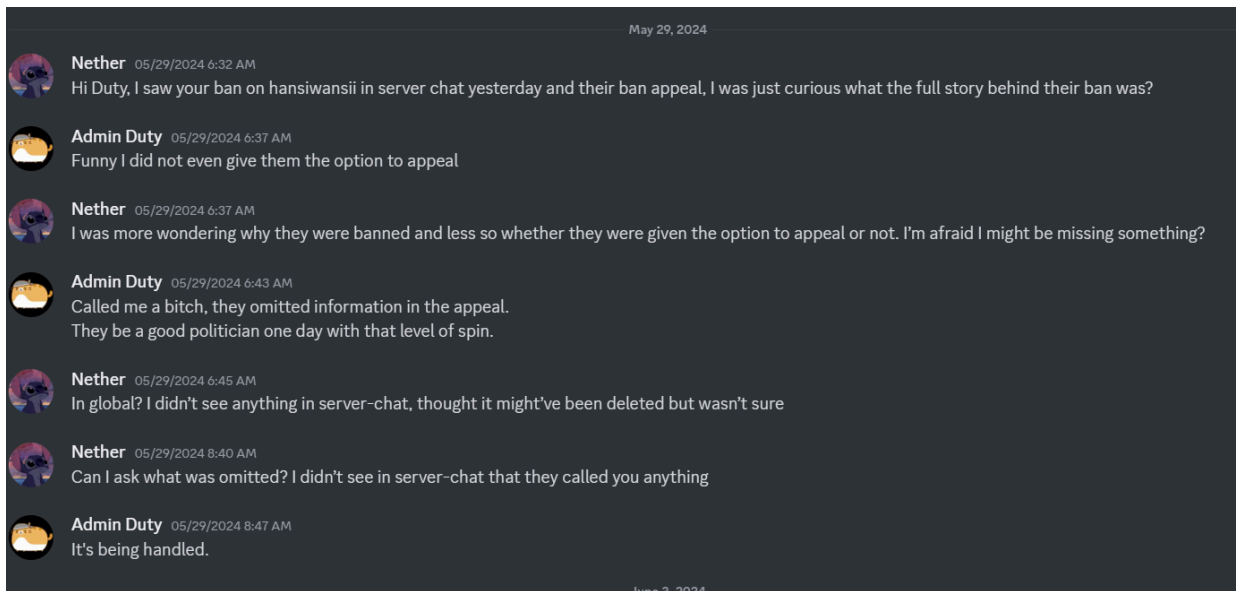 May 29, 2024
Nether 05/29/2024 6:32 AM
Hi Duty, I saw your ban on hansiwansii in server chat yesterday and their ban appeal, I was just curious what the full story behind their ban was?
Admin Duty 05/29/2024 6:37 AM
Funny I did not even give them the option to appeal
Nether 05/29/2024 6:37 AM
I was more wondering why they were banned and less so whether they were given the option to appeal or not. I'm afraid I might be missing something?
Admin Duty 05/29/2024 6:43 AM
Called me a bitch, they omitted information in the appeal.
They be a good politician one day with that level of spin.
Nether 05/29/2024 6:45 AM
In global? I didn't see anything in server-chat, thought it might've been deleted but wasn't sure
Nether 05/29/2024 8:40 AM
Can I ask what was omitted? I didn't see in server-chat that they called you anything
Admin Duty 05/29/2024 8:47 AM
It's being handled.